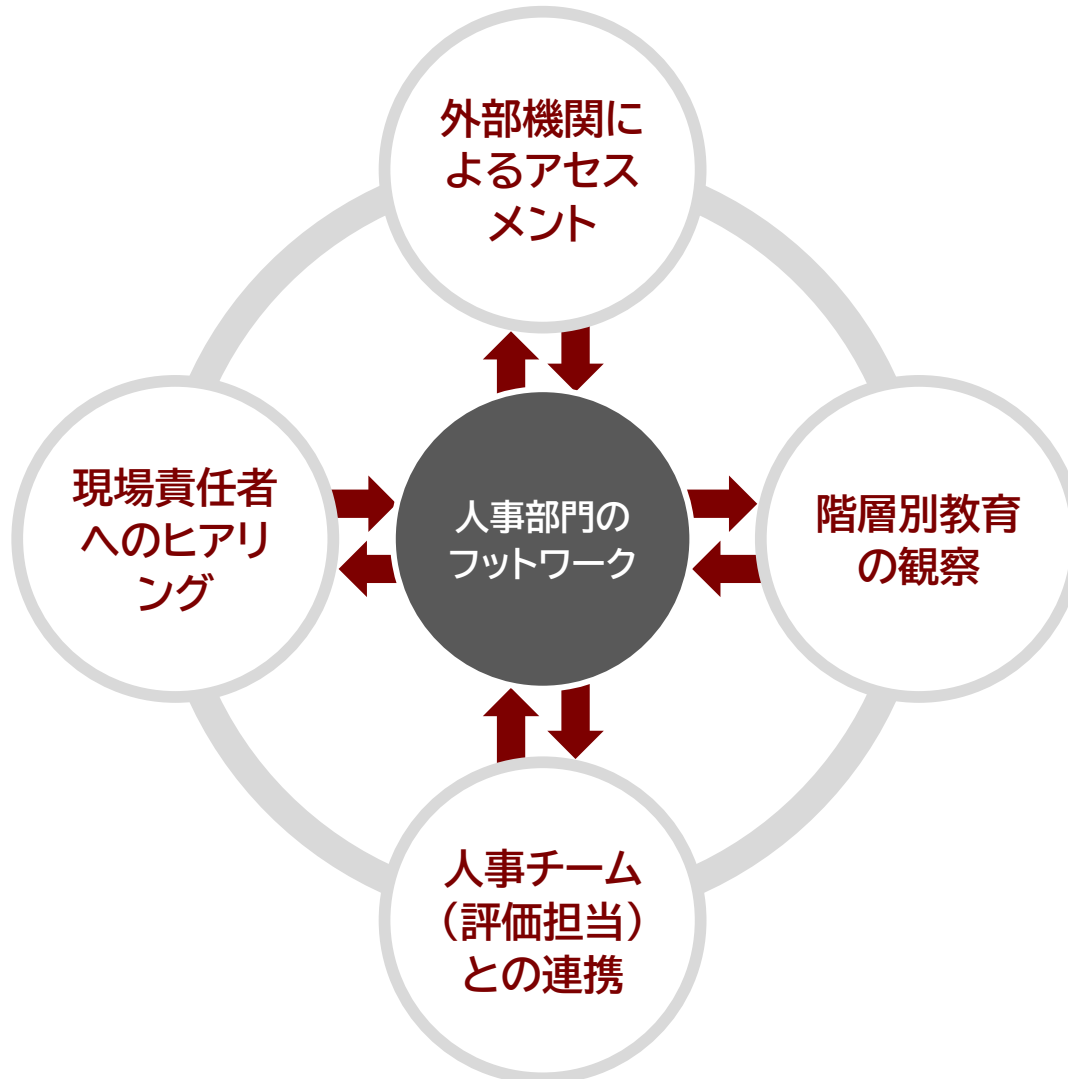 外部機関に
よるアセス
メント
現場責任者
へのヒアリ
ング
人事部門の
フットワーク
階層別教育
の観察
人事チーム
（評価担当）
との連携